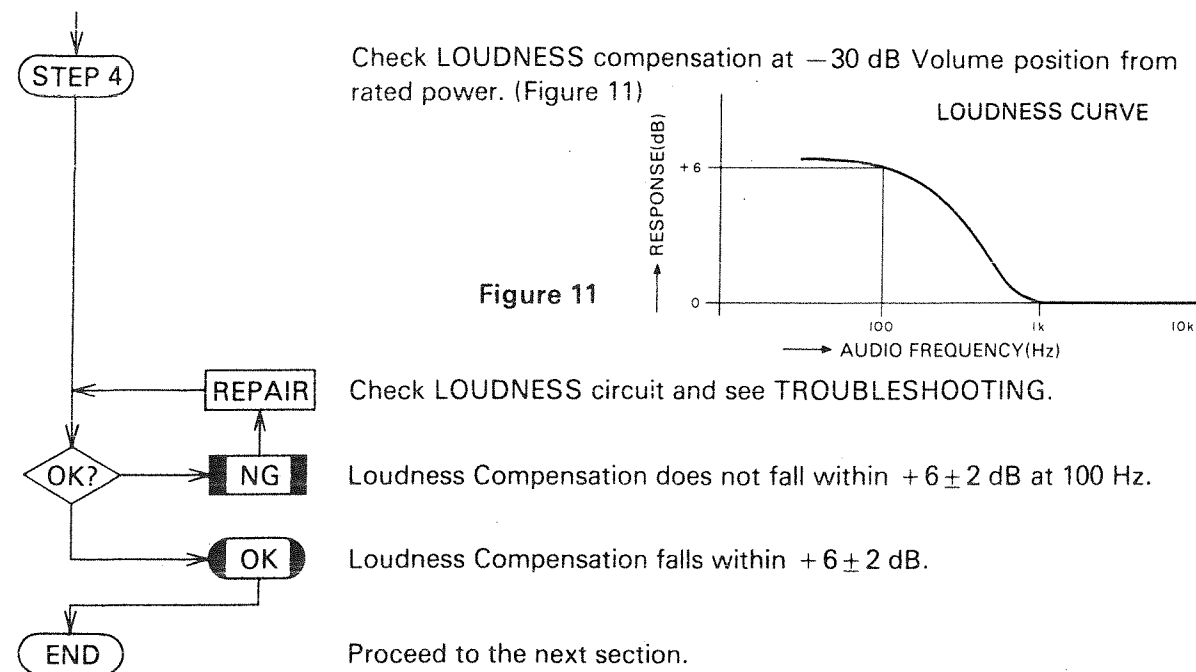 STEP 4
Check LOUDNESS compensation at −30 dB Volume position from
rated power. (Figure 11)
LOUDNESS CURVE
RESPONSE(dB)
+6
0
100
1k
10k
AUDIO FREQUENCY(Hz)
Figure 11
REPAIR
Check LOUDNESS circuit and see TROUBLESHOOTING.
OK?
NG
Loudness Compensation does not fall within +6±2 dB at 100 Hz.
OK
Loudness Compensation falls within +6±2 dB.
END
Proceed to the next section.